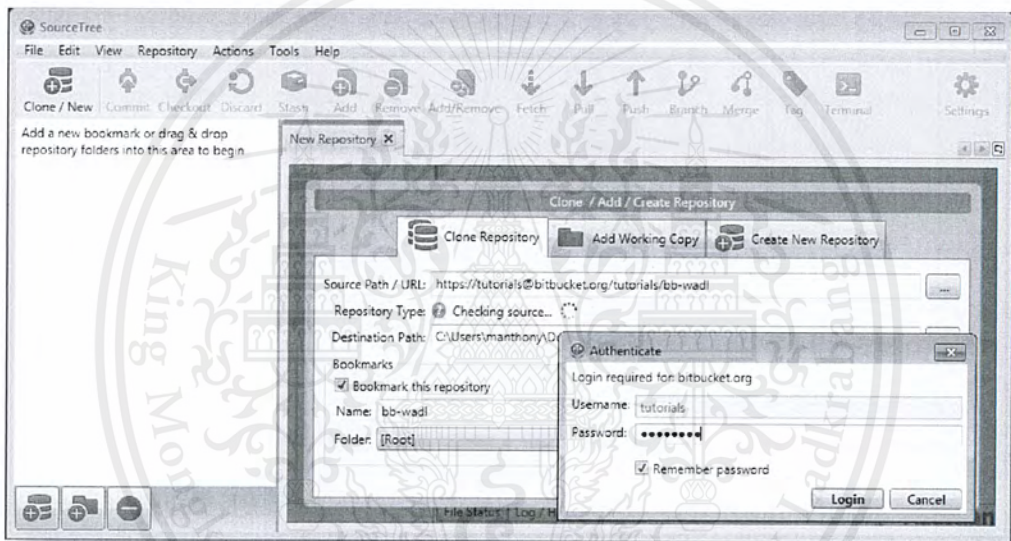 SourceTree
File Edit View Repository Actions Tools Help
Clone / New Commit Checkout Discard Stash Add Remove Add/Remove Fetch Pull Push Branch Merge Tag Terminal Settings
Add a new bookmark or drag & drop
repository folders into this area to begin
New Repository
Clone / Add / Create Repository
Clone Repository Add Working Copy Create New Repository
Source Path / URL: https://tutorials@bitbucket.org/tutorials/bb-wadl ...
Repository Type: Checking source...
Destination Path: C:\Users\manthony\
Bookmarks
Bookmark this repository
Name: bb-wadl
Folder: [Root]
Authenticate
Login required for: bitbucket.org
Username: tutorials
Password: ••••••••
Remember password
Login Cancel
File Status Log /
King Mong